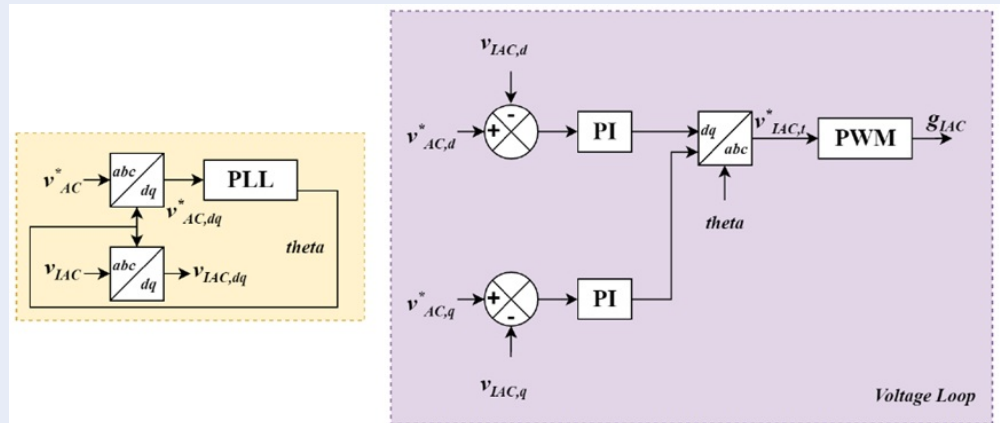 abc
v*AC
dq
PLL
v*AC,dq
theta
abc
vIAC
dq
vIAC,dq
vIAC,d
-
v*AC,d
+
PI
dq
abc
v*IAC,t
PWM
gIAC
theta
v*AC,q
+
-
PI
vIAC,q
Voltage Loop